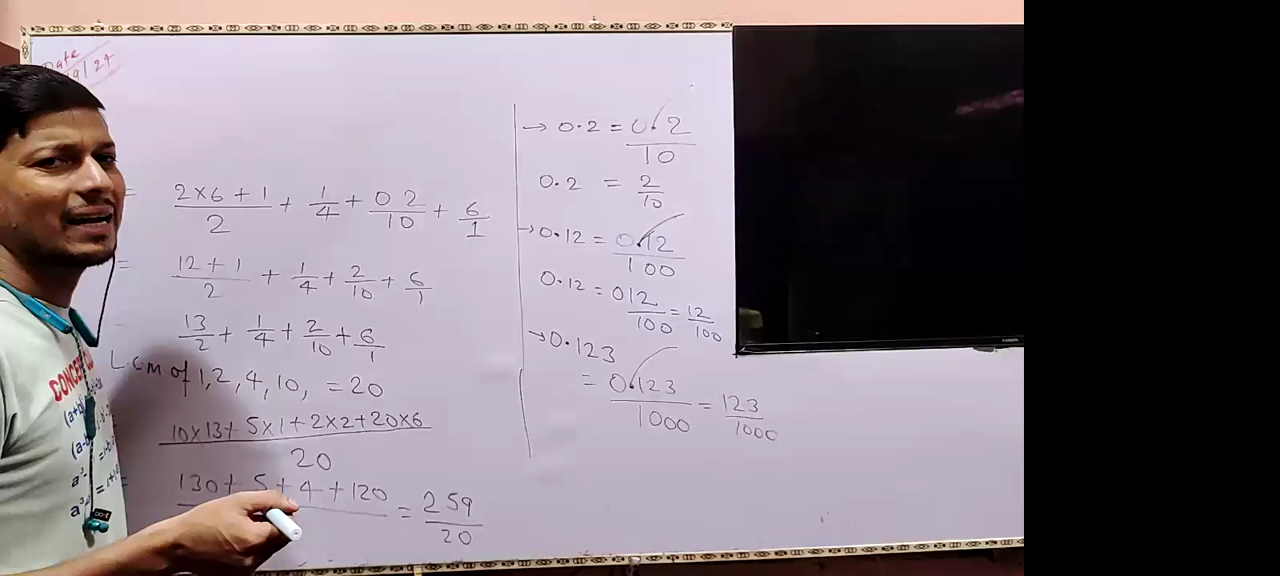 Date
9/24
= (2×6+1)/2 + 1/4 + 0 2/10 + 6/1
= (12+1)/2 + 1/4 + 2/10 + 6/1
= 13/2 + 1/4 + 2/10 + 6/1
L.C.M of 1, 2, 4, 10, = 20
(10×13+5×1+2×2+20×6)/20
= 130+5+4+120 = 259/20
→ 0.2 = 0.2/10
0.2 = 2/10
→ 0.12 = 0.12/100
0.12 = 012/100 = 12/100
→ 0.123
= 0.123/1000 = 123/1000
CONCE